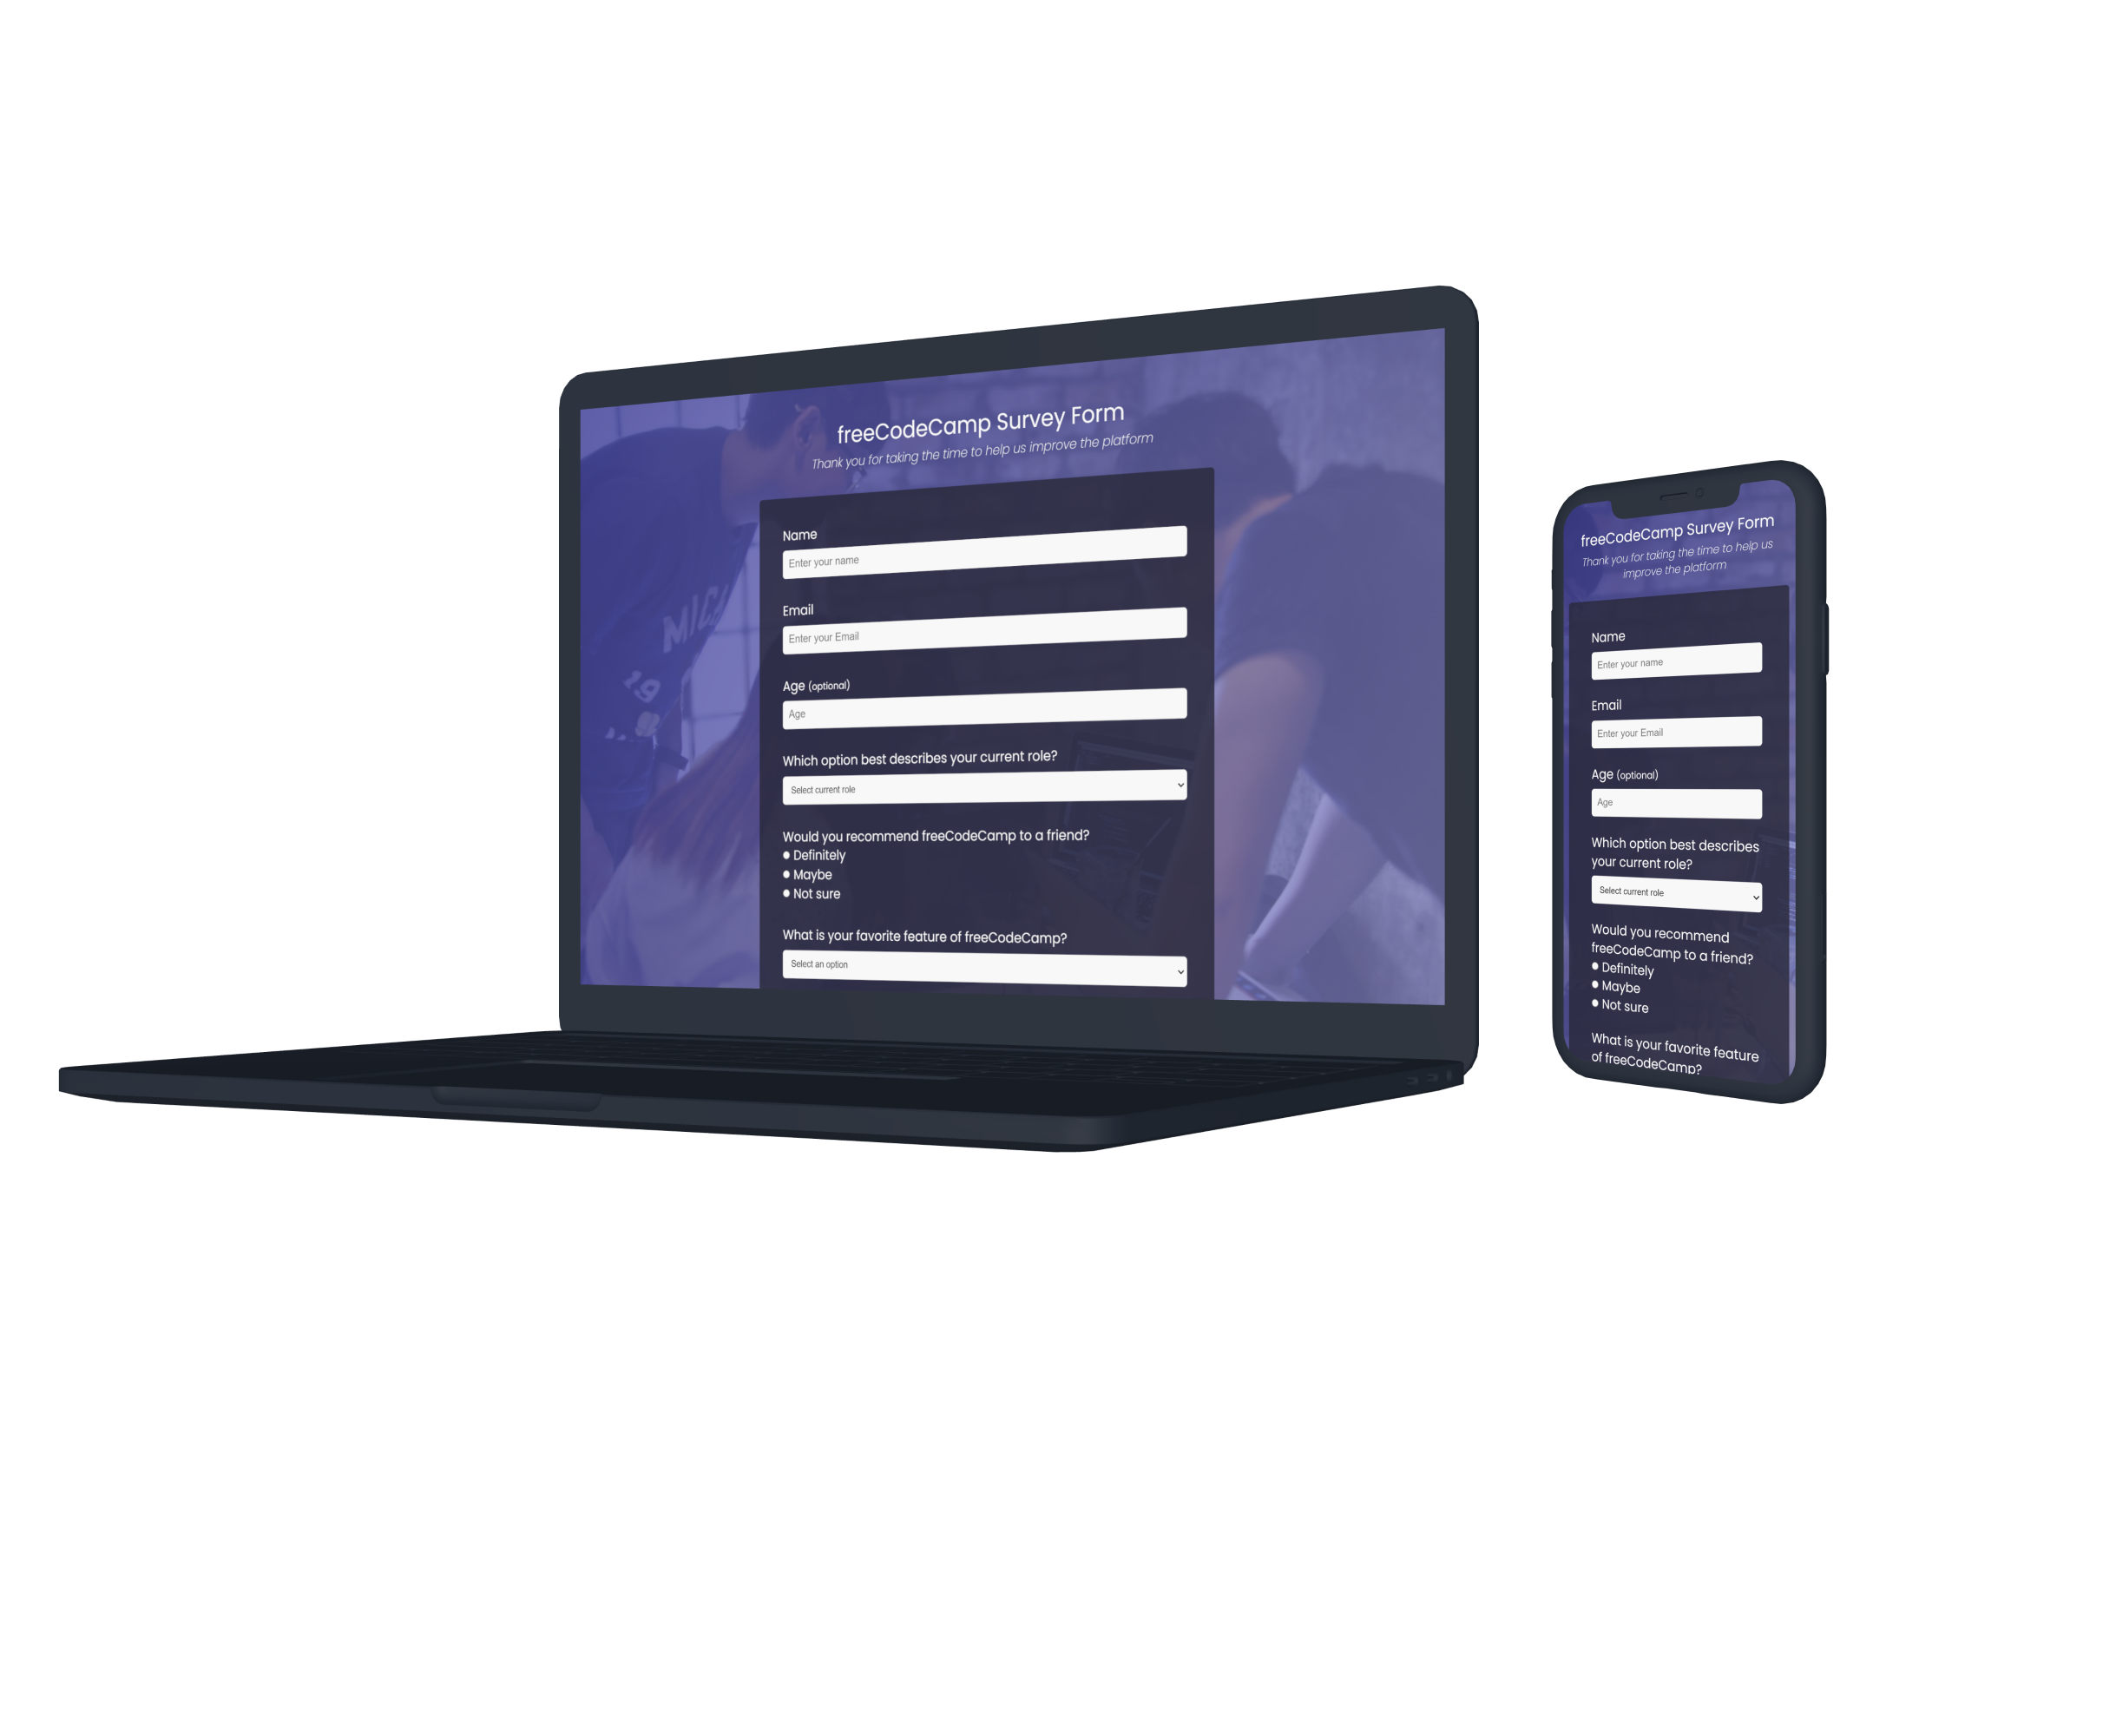 freeCodeCamp Survey Form
Thank you for taking the time to help us improve the platform
Name
Enter your name
Email
Enter your Email
Age (optional)
Age
Which option best describes your current role?
Select current role
Would you recommend freeCodeCamp to a friend?
Definitely
Maybe
Not sure
What is your favorite feature of freeCodeCamp?
Select an option
19
freeCodeCamp Survey Form
Thank you for taking the time to help us
improve the platform
Name
Enter your name
Email
Enter your Email
Age (optional)
Age
Which option best describes
your current role?
Select current role
Would you recommend
freeCodeCamp to a friend?
Definitely
Maybe
Not sure
What is your favorite feature
of freeCodeCamp?